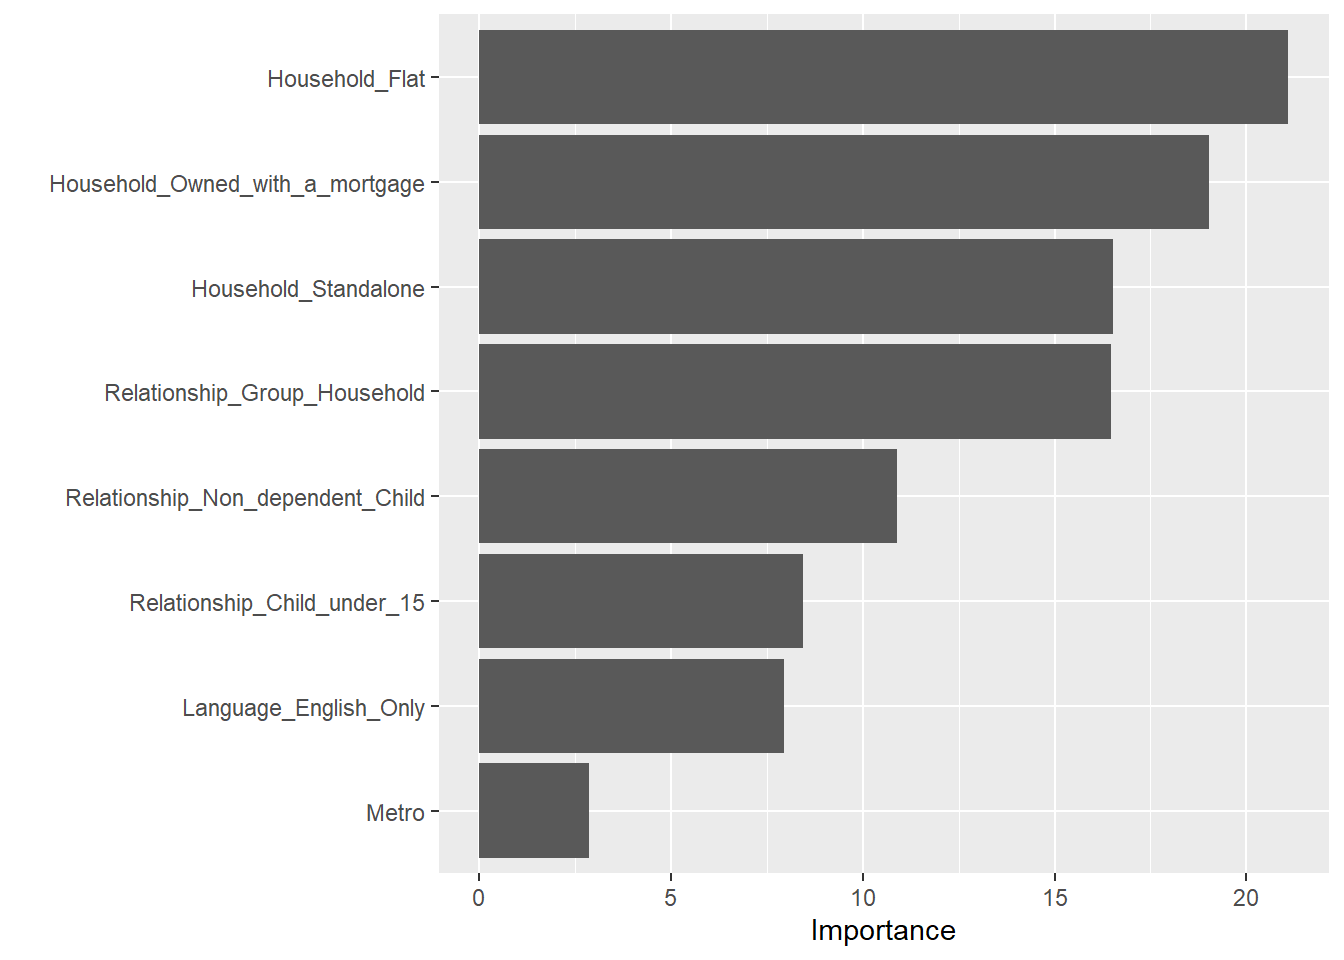 Household_Flat
Household_Owned_with_a_mortgage
Household_Standalone
Relationship_Group_Household
Relationship_Non_dependent_Child
Relationship_Child_under_15
Language_English_Only
Metro
0 5 10 15 20
Importance